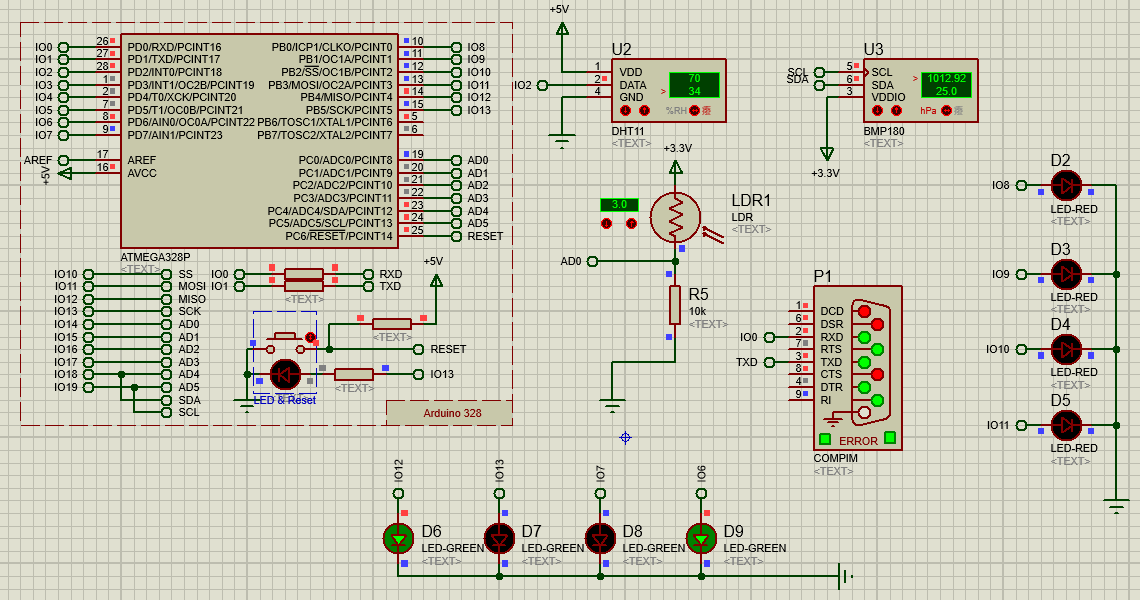 +5V
IO0 26 PD0/RXD/PCINT16 PB0/ICP1/CLKO/PCINT0 10 IO8
IO1 27 PD1/TXD/PCINT17 PB1/OC1A/PCINT1 11 IO9
IO2 28 PD2/INT0/PCINT18 PB2/SS/OC1B/PCINT2 12 IO10
IO3 1 PD3/INT1/OC2B/PCINT19 PB3/MOSI/OC2A/PCINT3 13 IO11
IO4 2 PD4/T0/XCK/PCINT20 PB4/MISO/PCINT4 14 IO12
IO5 7 PD5/T1/OC0B/PCINT21 PB5/SCK/PCINT5 15 IO13
IO6 8 PD6/AIN0/OC0A/PCINT22 PB6/TOSC1/XTAL1/PCINT6 5
IO7 9 PD7/AIN1/PCINT23 PB7/TOSC2/XTAL2/PCINT7 6
AREF 17 AREF PC0/ADC0/PCINT8 19 AD0
+5V 16 AVCC PC1/ADC1/PCINT9 20 AD1
PC2/ADC2/PCINT10 21 AD2
PC3/ADC3/PCINT11 22 AD3
PC4/ADC4/SDA/PCINT12 23 AD4
PC5/ADC5/SCL/PCINT13 24 AD5
PC6/RESET/PCINT14 25 RESET
ATMEGA328P
<TEXT>
IO10 SS
IO11 MOSI
IO12 MISO
IO13 SCK
IO14 AD0
IO15 AD1
IO16 AD2
IO17 AD3
IO18 AD4
IO19 AD5
SDA
SCL
IO0 RXD
IO1 TXD
<TEXT>
+5V
<TEXT>
RESET
IO13
<TEXT>
LED & Reset
Arduino 328
U2
1 VDD 70
IO2 2 DATA > 34
4 GND
%RH
DHT11
<TEXT>
U3
SCL 5 SCL > 1012.92
SDA 6 SDA 25.0
3 VDDIO
hPa
BMP180
<TEXT>
+3.3V
+3.3V
3.0
LDR1
LDR
<TEXT>
AD0
R5
10k
<TEXT>
P1
1 DCD
6 DSR
IO0 2 RXD
7 RTS
TXD 3 TXD
8 CTS
4 DTR
9 RI
ERROR
COMPIM
<TEXT>
D2
IO8
LED-RED
<TEXT>
D3
IO9
LED-RED
<TEXT>
D4
IO10
LED-RED
<TEXT>
D5
IO11
LED-RED
<TEXT>
IO12 IO13 IO7 IO6
D6 D7 D8 D9
LED-GREEN LED-GREEN LED-GREEN LED-GREEN
<TEXT> <TEXT> <TEXT> <TEXT>